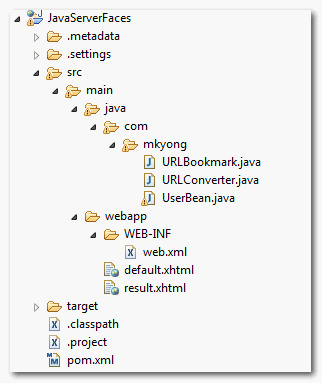 JavaServerFaces
.metadata
.settings
src
main
java
com
mkyong
URLBookmark.java
URLConverter.java
UserBean.java
webapp
WEB-INF
web.xml
default.xhtml
result.xhtml
target
.classpath
.project
pom.xml